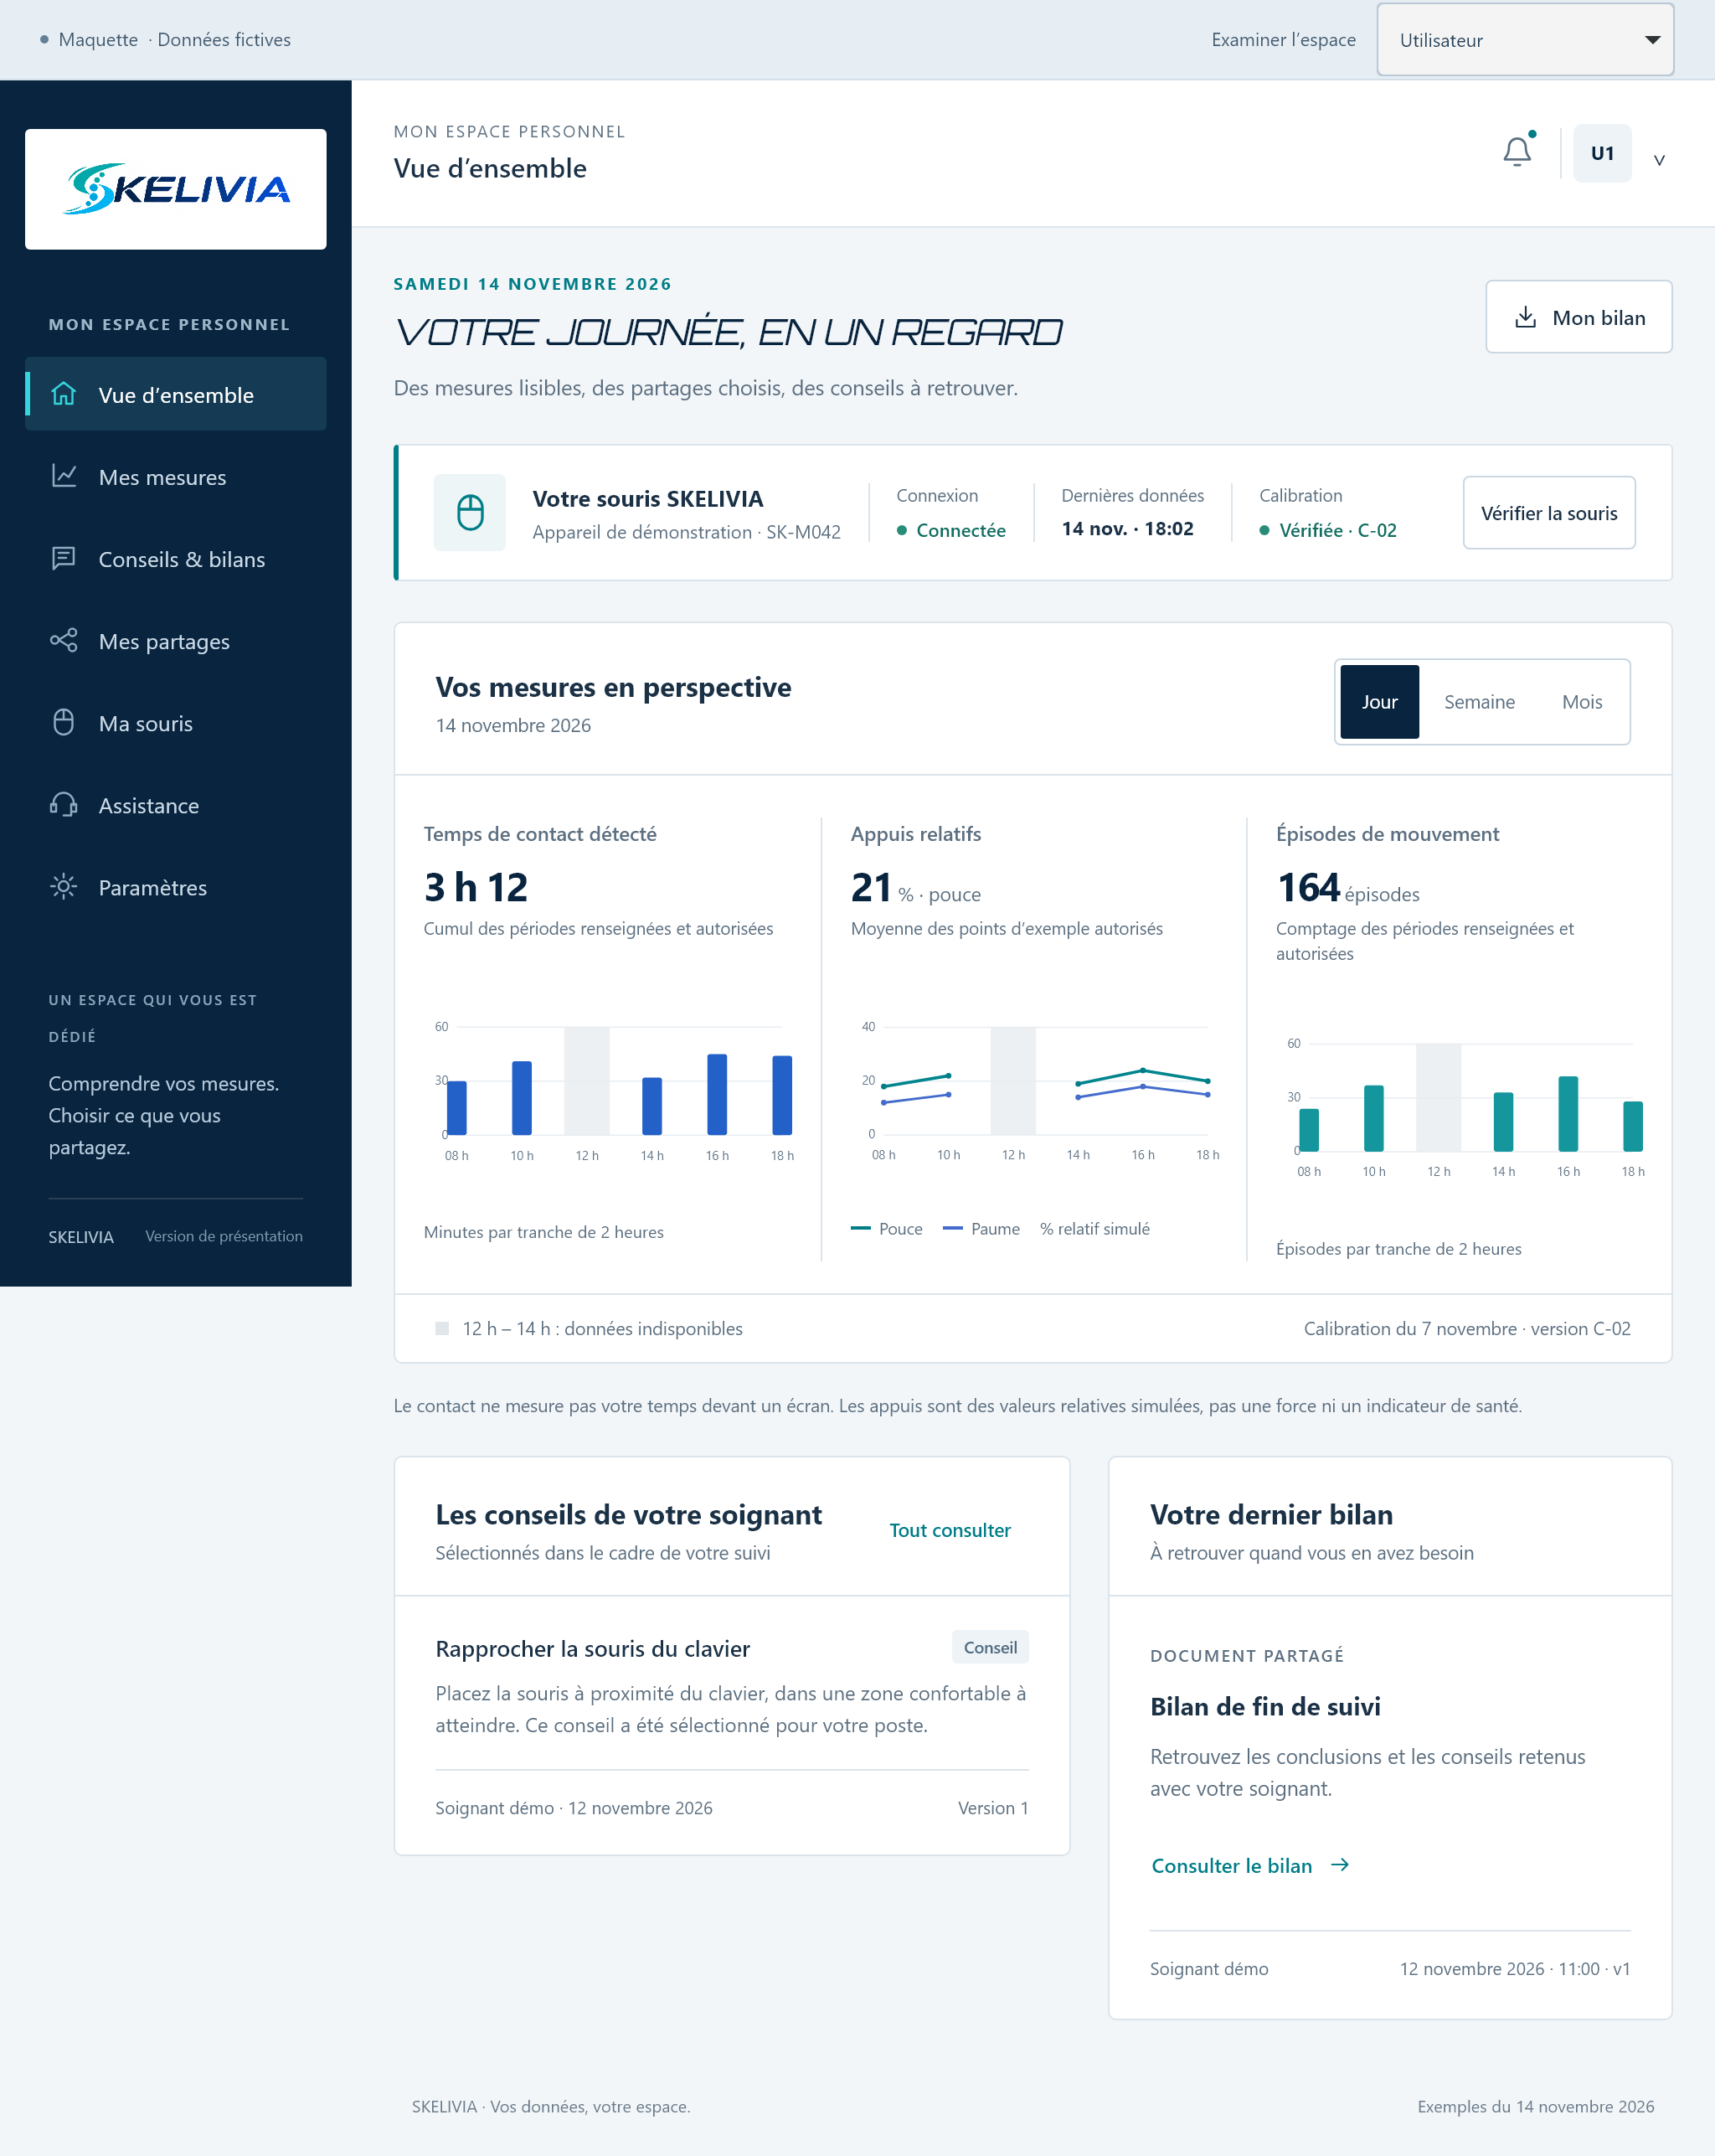 Maquette · Données fictives
Examiner l’espace
Utilisateur
SKELIVIA
MON ESPACE PERSONNEL
Vue d’ensemble
Mes mesures
Conseils & bilans
Mes partages
Ma souris
Assistance
Paramètres
UN ESPACE QUI VOUS EST
DÉDIÉ
Comprendre vos mesures.
Choisir ce que vous
partagez.
SKELIVIA Version de présentation
MON ESPACE PERSONNEL
Vue d’ensemble
U1
SAMEDI 14 NOVEMBRE 2026
VOTRE JOURNÉE, EN UN REGARD
Des mesures lisibles, des partages choisis, des conseils à retrouver.
Mon bilan
Votre souris SKELIVIA
Appareil de démonstration · SK-M042
Connexion
Connectée
Dernières données
14 nov. · 18:02
Calibration
Vérifiée · C-02
Vérifier la souris
Vos mesures en perspective
14 novembre 2026
Jour Semaine Mois
Temps de contact détecté
3 h 12
Cumul des périodes renseignées et autorisées
60
30
0
08 h 10 h 12 h 14 h 16 h 18 h
Minutes par tranche de 2 heures
Appuis relatifs
21 % · pouce
Moyenne des points d’exemple autorisés
40
20
0
08 h 10 h 12 h 14 h 16 h 18 h
Pouce Paume % relatif simulé
Épisodes de mouvement
164 épisodes
Comptage des périodes renseignées et
autorisées
60
30
0
08 h 10 h 12 h 14 h 16 h 18 h
Épisodes par tranche de 2 heures
12 h – 14 h : données indisponibles
Calibration du 7 novembre · version C-02
Le contact ne mesure pas votre temps devant un écran. Les appuis sont des valeurs relatives simulées, pas une force ni un indicateur de santé.
Les conseils de votre soignant
Sélectionnés dans le cadre de votre suivi
Tout consulter
Rapprocher la souris du clavier
Conseil
Placez la souris à proximité du clavier, dans une zone confortable à
atteindre. Ce conseil a été sélectionné pour votre poste.
Soignant démo · 12 novembre 2026
Version 1
Votre dernier bilan
À retrouver quand vous en avez besoin
DOCUMENT PARTAGÉ
Bilan de fin de suivi
Retrouvez les conclusions et les conseils retenus
avec votre soignant.
Consulter le bilan →
Soignant démo
12 novembre 2026 · 11:00 · v1
SKELIVIA · Vos données, votre espace.
Exemples du 14 novembre 2026